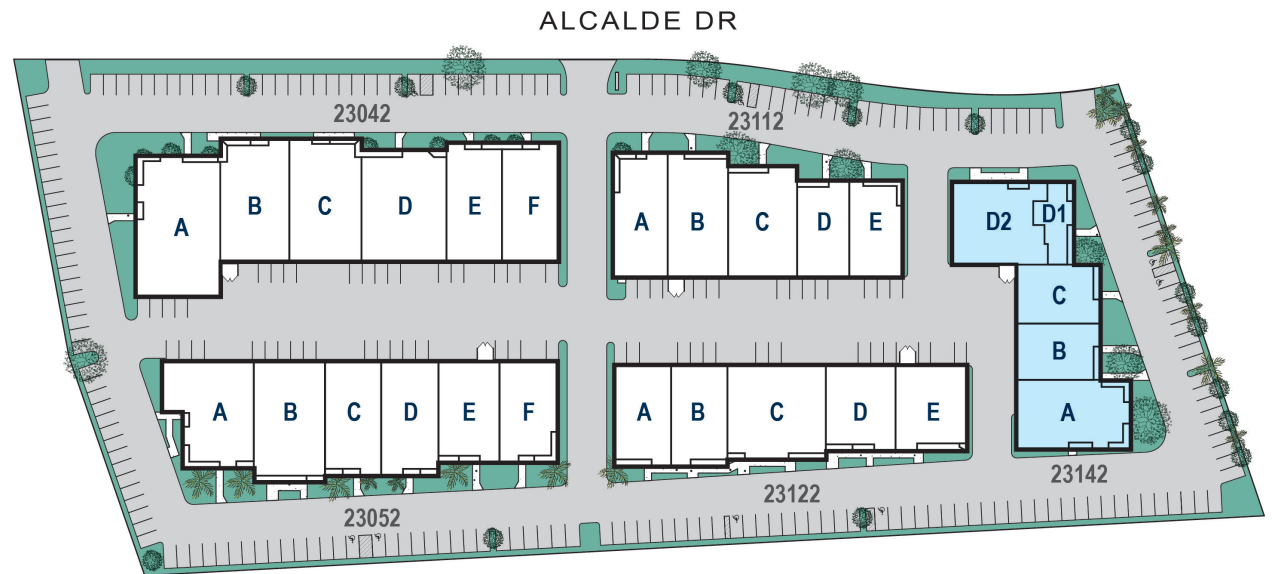 ALCALDE DR
23042
23112
A B C D E F
A B C D E
D2 D1
C
B
A
A B C D E F
A B C D E
23052
23122
23142